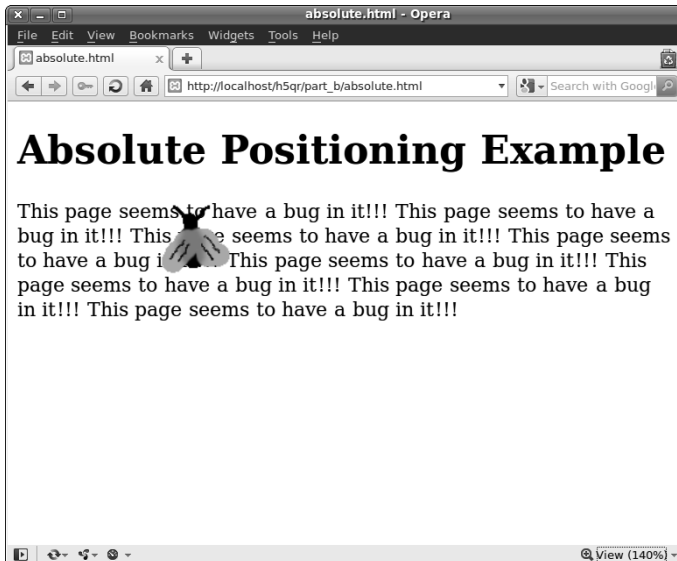 absolute.html - Opera
File Edit View Bookmarks Widgets Tools Help
absolute.html
http://localhost/h5qr/part_b/absolute.html
Search with Googl
Absolute Positioning Example
This page seems to have a bug in it!!! This page seems to have a
bug in it!!! This e seems to have a bug in it!!! This page seems
to have a bug i This page seems to have a bug in it!!! This
page seems to have a bug in it!!! This page seems to have a bug
in it!!! This page seems to have a bug in it!!!
View (140%)